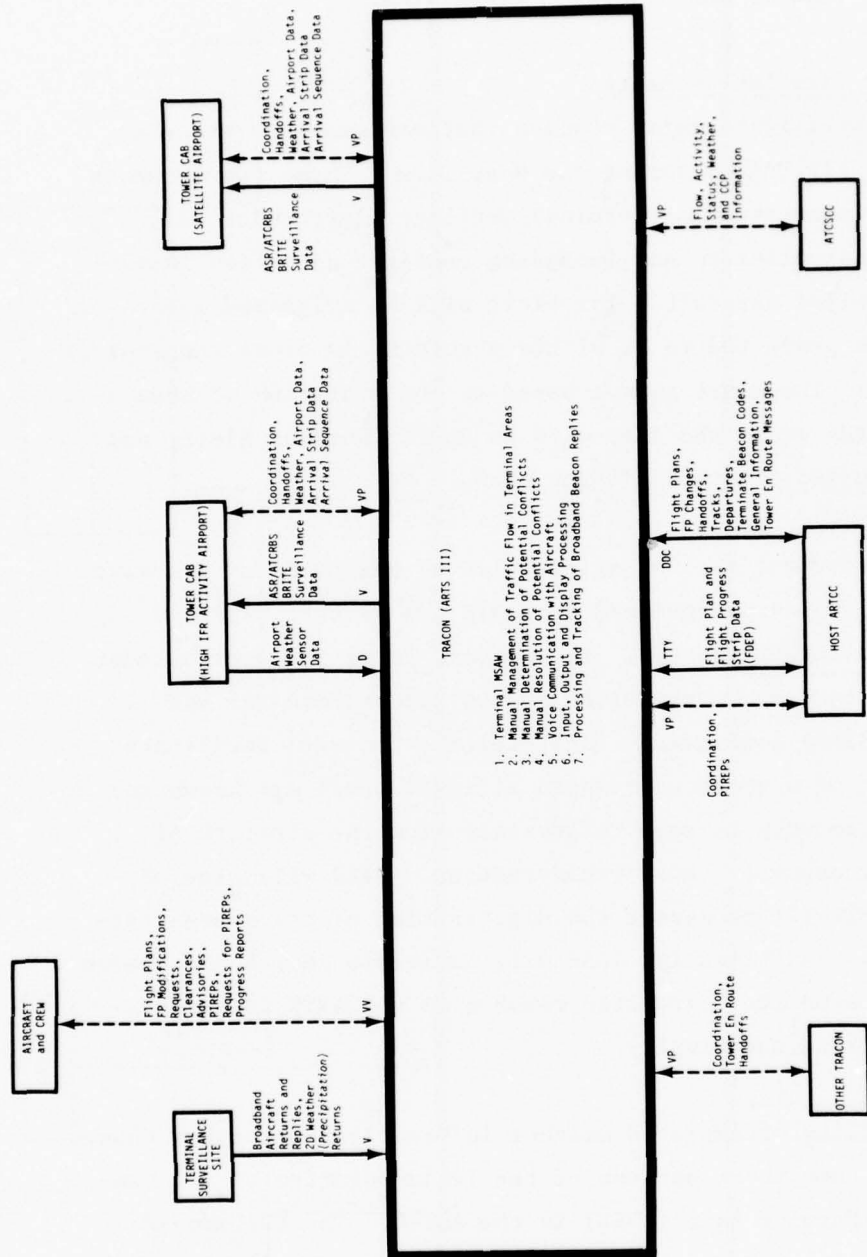 AIRCRAFT
and CREW
Flight Plans,
FP Modifications,
Requests,
Clearances,
Advisories,
PIREPs,
Requests for PIREPs,
Progress Reports
VV
TERMINAL
SURVEILLANCE
SITE
Broadband
Aircraft
Returns and
Replies,
2D Weather
(Precipitation)
Returns
V
TOWER CAB
(HIGH IFR ACTIVITY AIRPORT)
Airport
Weather
Sensor
Data
D
ASR/ATCRBS
BRITE
Surveillance
Data
V
Coordination,
Handoffs,
Weather, Airport Data,
Arrival Strip Data
Arrival Sequence Data
VP
TOWER CAB
(SATELLITE AIRPORT)
ASR/ATCRBS
BRITE
Surveillance
Data
V
Coordination,
Handoffs,
Weather, Airport Data,
Arrival Strip Data
Arrival Sequence Data
VP
TRACON (ARTS III)
1. Terminal MSAW
2. Manual Management of Traffic Flow in Terminal Areas
3. Manual Determination of Potential Conflicts
4. Manual Resolution of Potential Conflicts
5. Voice Communication with Aircraft
6. Input, Output and Display Processing
7. Processing and Tracking of Broadband Beacon Replies
VP
Coordination,
Tower En Route
Handoffs
OTHER TRACON
VP
Coordination,
PIREPs
TTY
Flight Plan and
Flight Progress
Strip Data
(FDEP)
DDC
Flight Plans,
FP Changes,
Handoffs,
Tracks,
Departures,
Terminate Beacon Codes,
General Information,
Tower En Route Messages
HOST ARTCC
VP
Flow, Activity,
Status, Weather,
and CCP
Information
ATCSCC